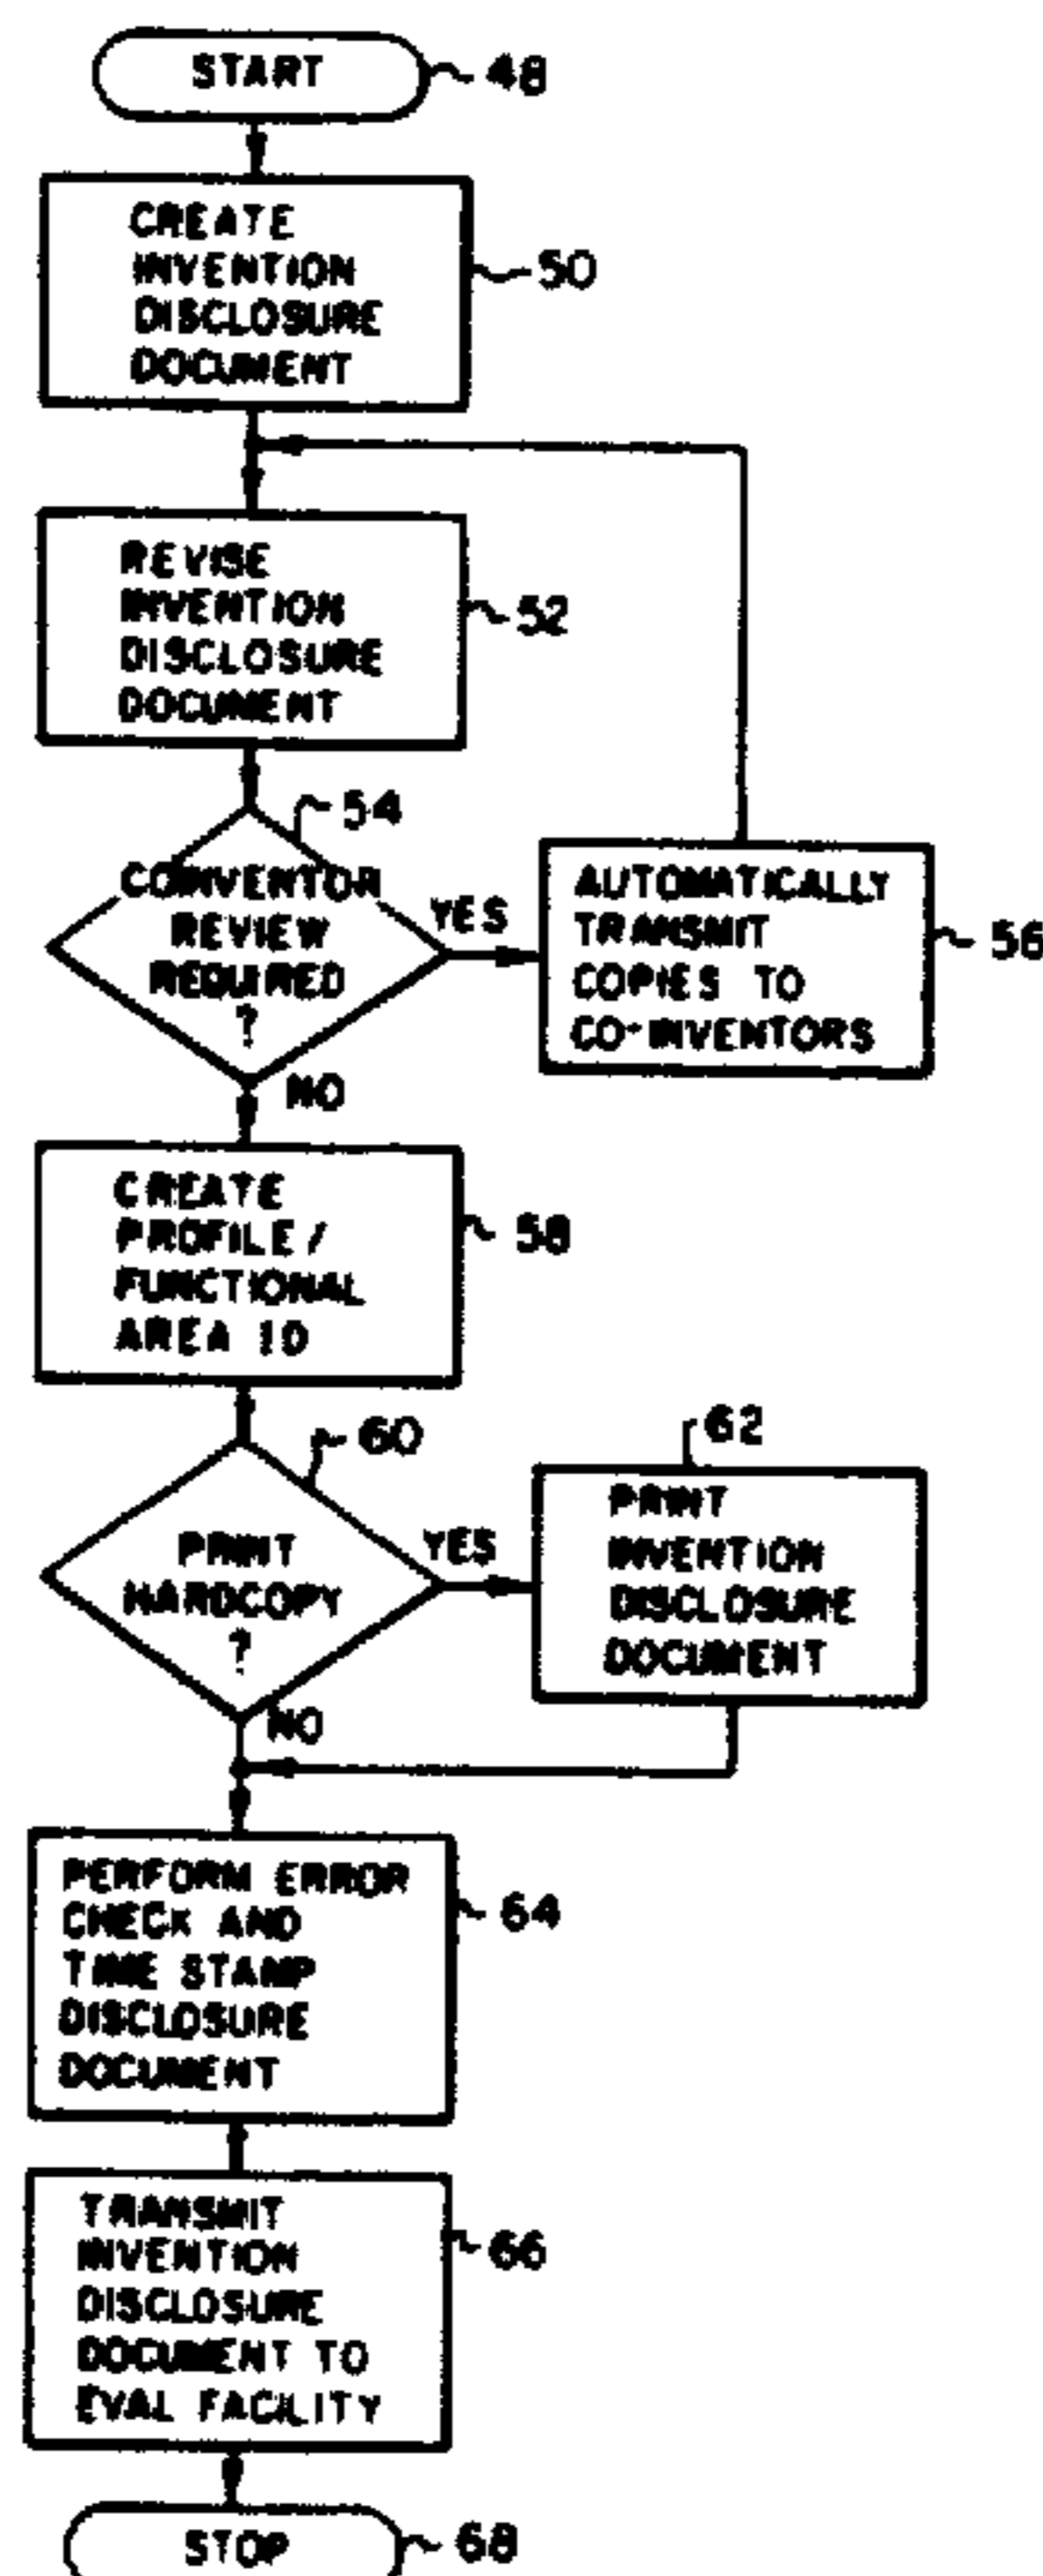 START
48
CREATE
INVENTION
DISCLOSURE
DOCUMENT
50
REVISE
INVENTION
DISCLOSURE
DOCUMENT
52
54
COINVENTOR
REVIEW
REQUIRED
?
YES
NO
AUTOMATICALLY
TRANSMIT
COPIES TO
CO-INVENTORS
56
CREATE
PROFILE/
FUNCTIONAL
AREA ID
58
60
PRINT
HARDCOPY
?
YES
NO
62
PRINT
INVENTION
DISCLOSURE
DOCUMENT
PERFORM ERROR
CHECK AND
TIME STAMP
DISCLOSURE
DOCUMENT
64
TRANSMIT
INVENTION
DISCLOSURE
DOCUMENT TO
EVAL FACILITY
66
STOP
68